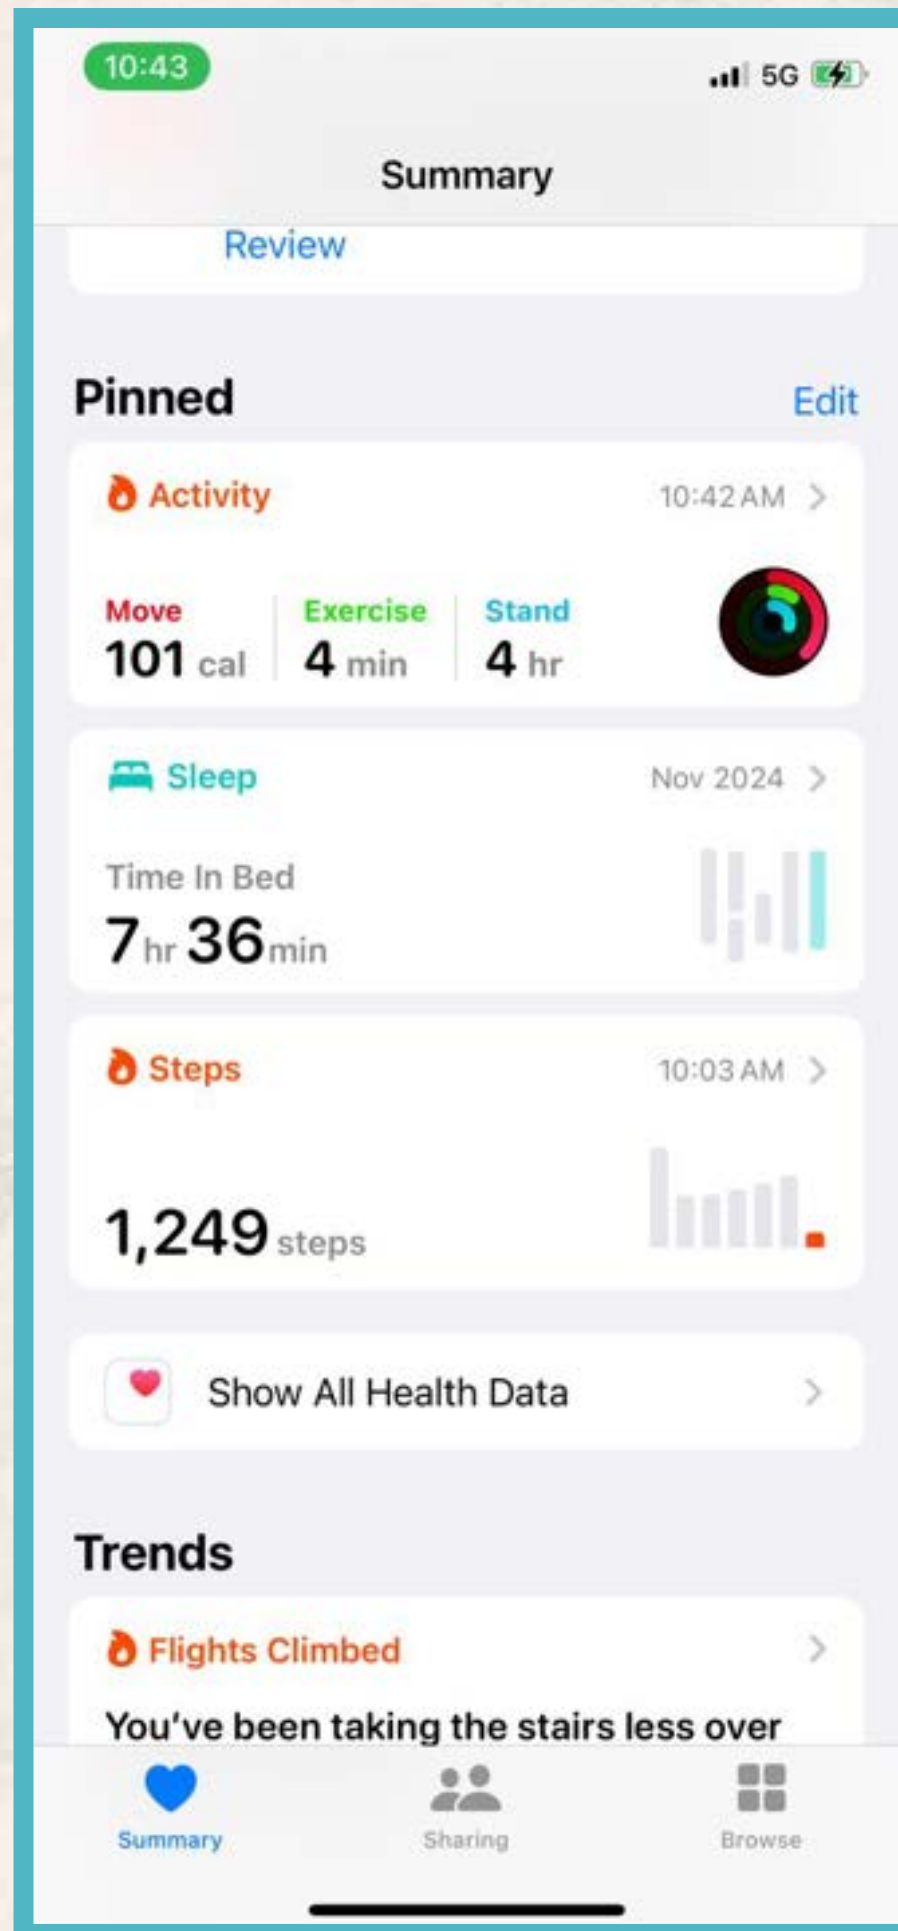 10:43
5G
Summary
Review
Pinned
Edit
Activity
10:42 AM
Move
Exercise
Stand
101 cal
4 min
4 hr
Sleep
Nov 2024
Time In Bed
7 hr 36 min
Steps
10:03 AM
1,249 steps
Show All Health Data
Trends
Flights Climbed
You've been taking the stairs less over
Summary
Sharing
Browse